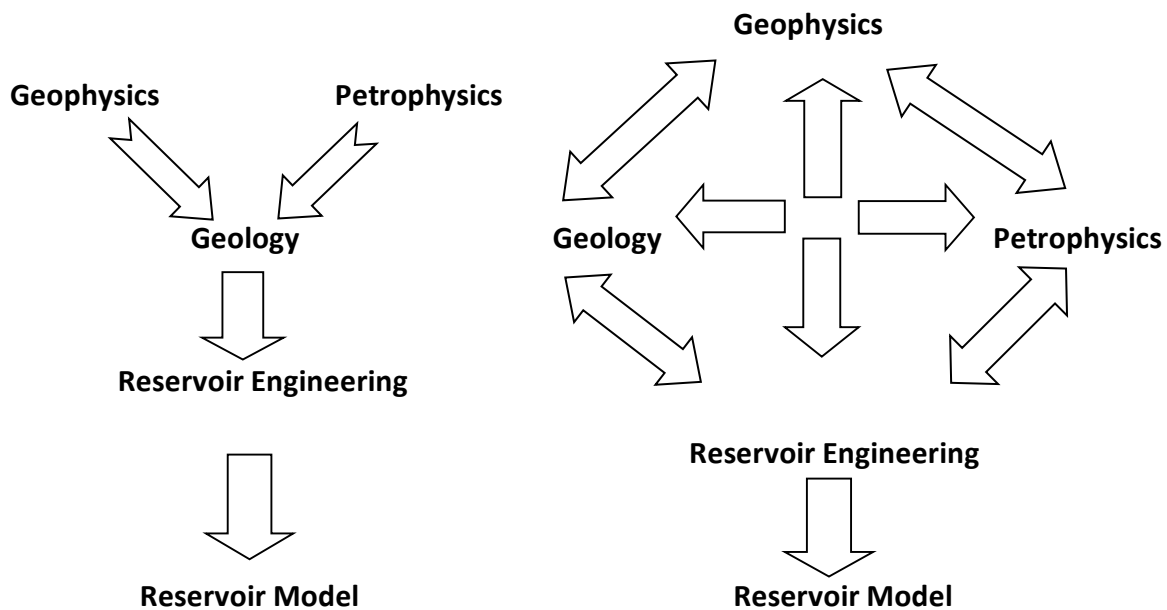 Geophysics
Petrophysics
Geology
Reservoir Engineering
Reservoir Model
Geophysics
Geology
Petrophysics
Reservoir Engineering
Reservoir Model